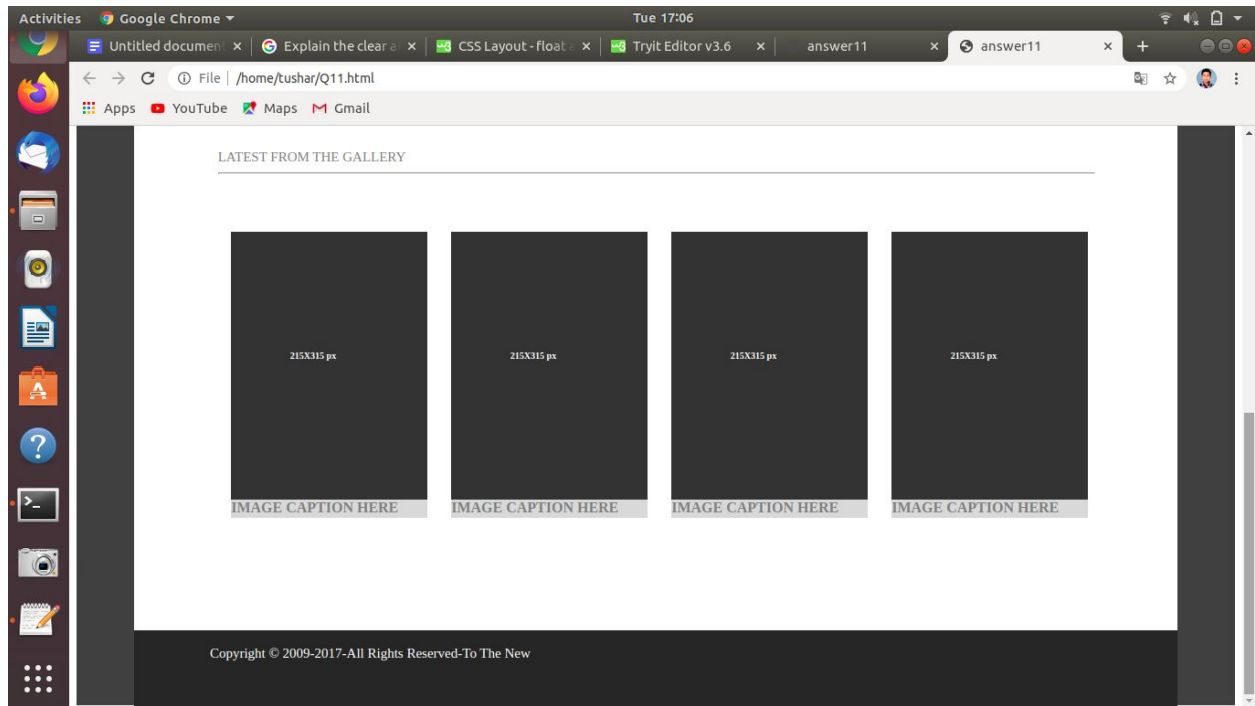 Activities Google Chrome Tue 17:06
Untitled document Explain the clear a CSS Layout - float a Tryit Editor v3.6 answer11 answer11
File /home/tushar/Q11.html
Apps YouTube Maps Gmail
LATEST FROM THE GALLERY
215X315 px 215X315 px 215X315 px 215X315 px
IMAGE CAPTION HERE IMAGE CAPTION HERE IMAGE CAPTION HERE IMAGE CAPTION HERE
Copyright © 2009-2017-All Rights Reserved-To The New